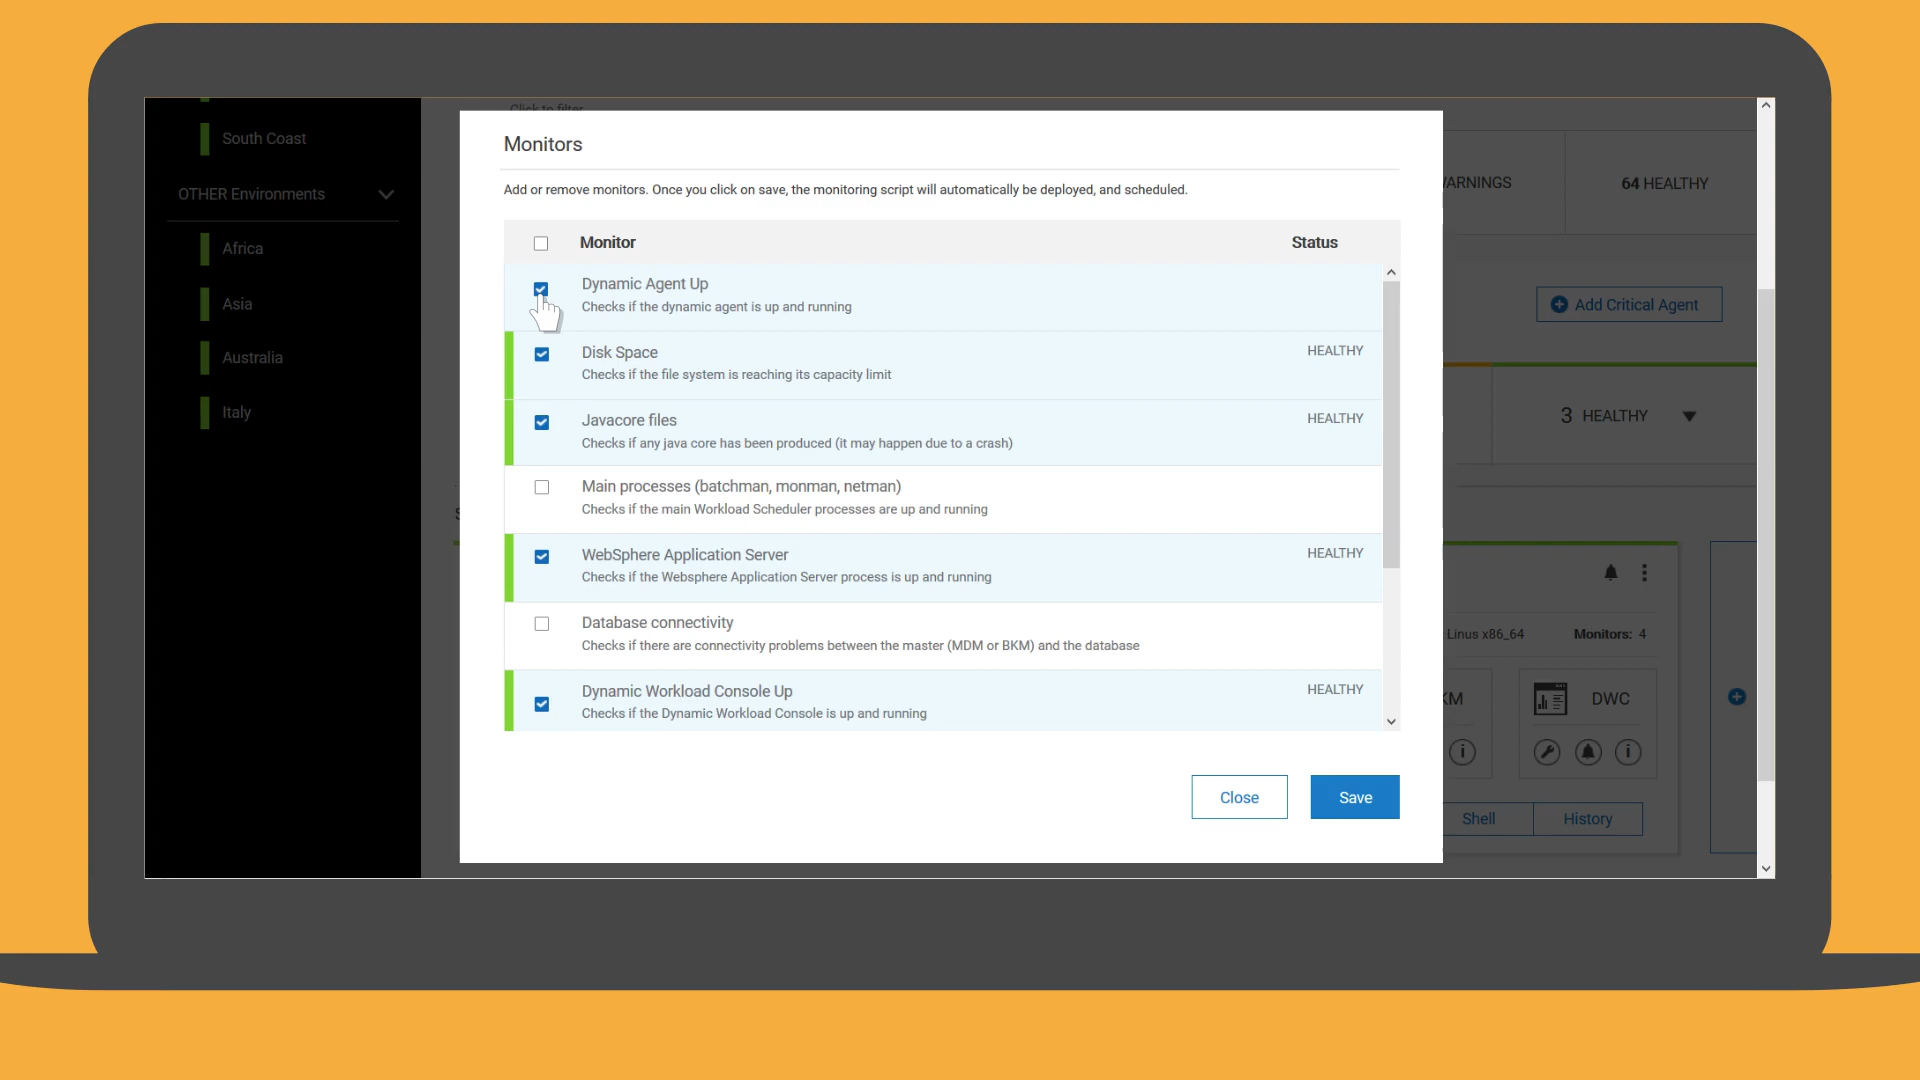 Click to filter
South Coast
OTHER Environments
Africa
Asia
Australia
Italy
Monitors
Add or remove monitors. Once you click on save, the monitoring script will automatically be deployed, and scheduled.
Monitor Status
Dynamic Agent Up
Checks if the dynamic agent is up and running
Disk Space HEALTHY
Checks if the file system is reaching its capacity limit
Javacore files HEALTHY
Checks if any java core has been produced (it may happen due to a crash)
Main processes (batchman, monman, netman)
Checks if the main Workload Scheduler processes are up and running
WebSphere Application Server HEALTHY
Checks if the Websphere Application Server process is up and running
Database connectivity
Checks if there are connectivity problems between the master (MDM or BKM) and the database
Dynamic Workload Console Up HEALTHY
Checks if the Dynamic Workload Console is up and running
Close Save
ARNINGS 64 HEALTHY
Add Critical Agent
3 HEALTHY
Linus x86_64 Monitors: 4
KM DWC
Shell History